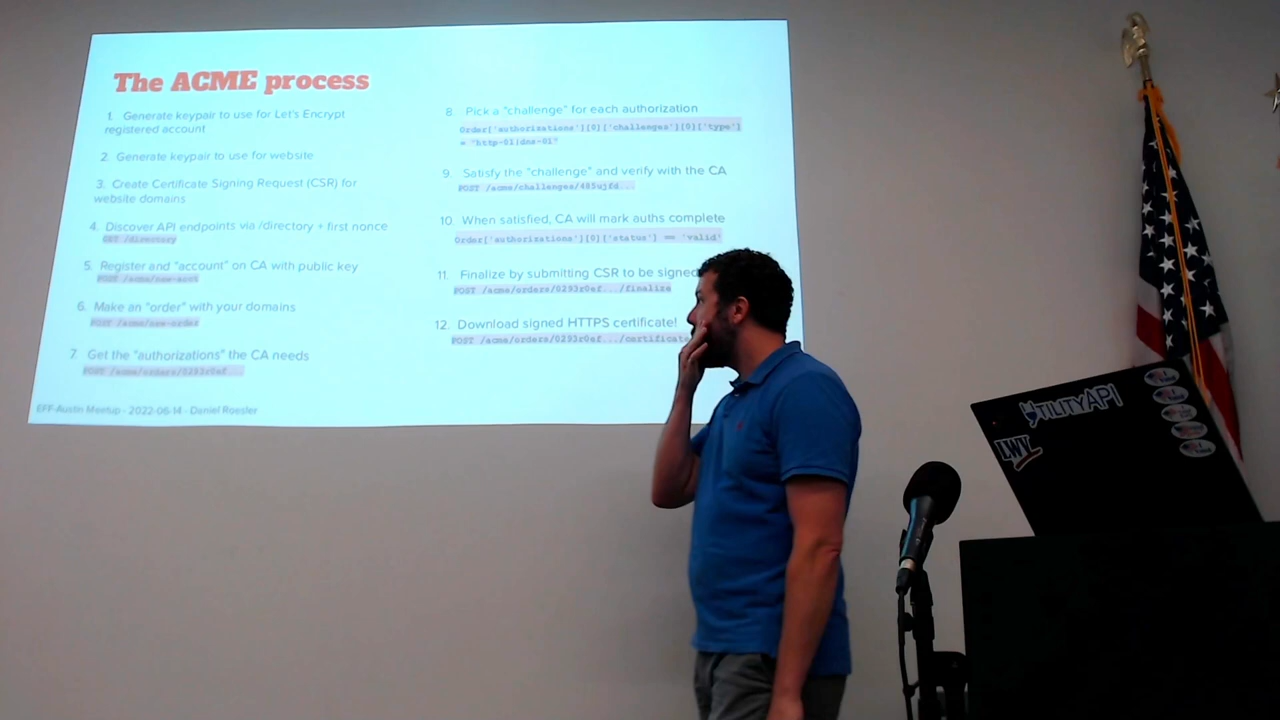 The ACME process
1. Generate keypair to use for Let's Encrypt
registered account
2. Generate keypair to use for website
3. Create Certificate Signing Request (CSR) for
website domains
4. Discover API endpoints via /directory + first nonce
GET /directory
5. Register and "account" on CA with public key
POST /acme/new-acct
6. Make an "order" with your domains
POST /acme/new-order
7. Get the "authorizations" the CA needs
POST /acme/orders/0293r0ef...
EFF-Austin Meetup - 2022-06-14 - Daniel Roesler
8. Pick a "challenge" for each authorization
Order['authorizations'][0]['challenges'][0]['type']
= "http-01|dns-01"
9. Satisfy the "challenge" and verify with the CA
POST /acme/challenges/485ujfd...
10. When satisfied, CA will mark auths complete
Order['authorizations'][0]['status'] == 'valid'
11. Finalize by submitting CSR to be signed
POST /acme/orders/0293r0ef.../finalize
12. Download signed HTTPS certificate!
POST /acme/orders/0293r0ef.../certificate
UTILITYAPI
LWV